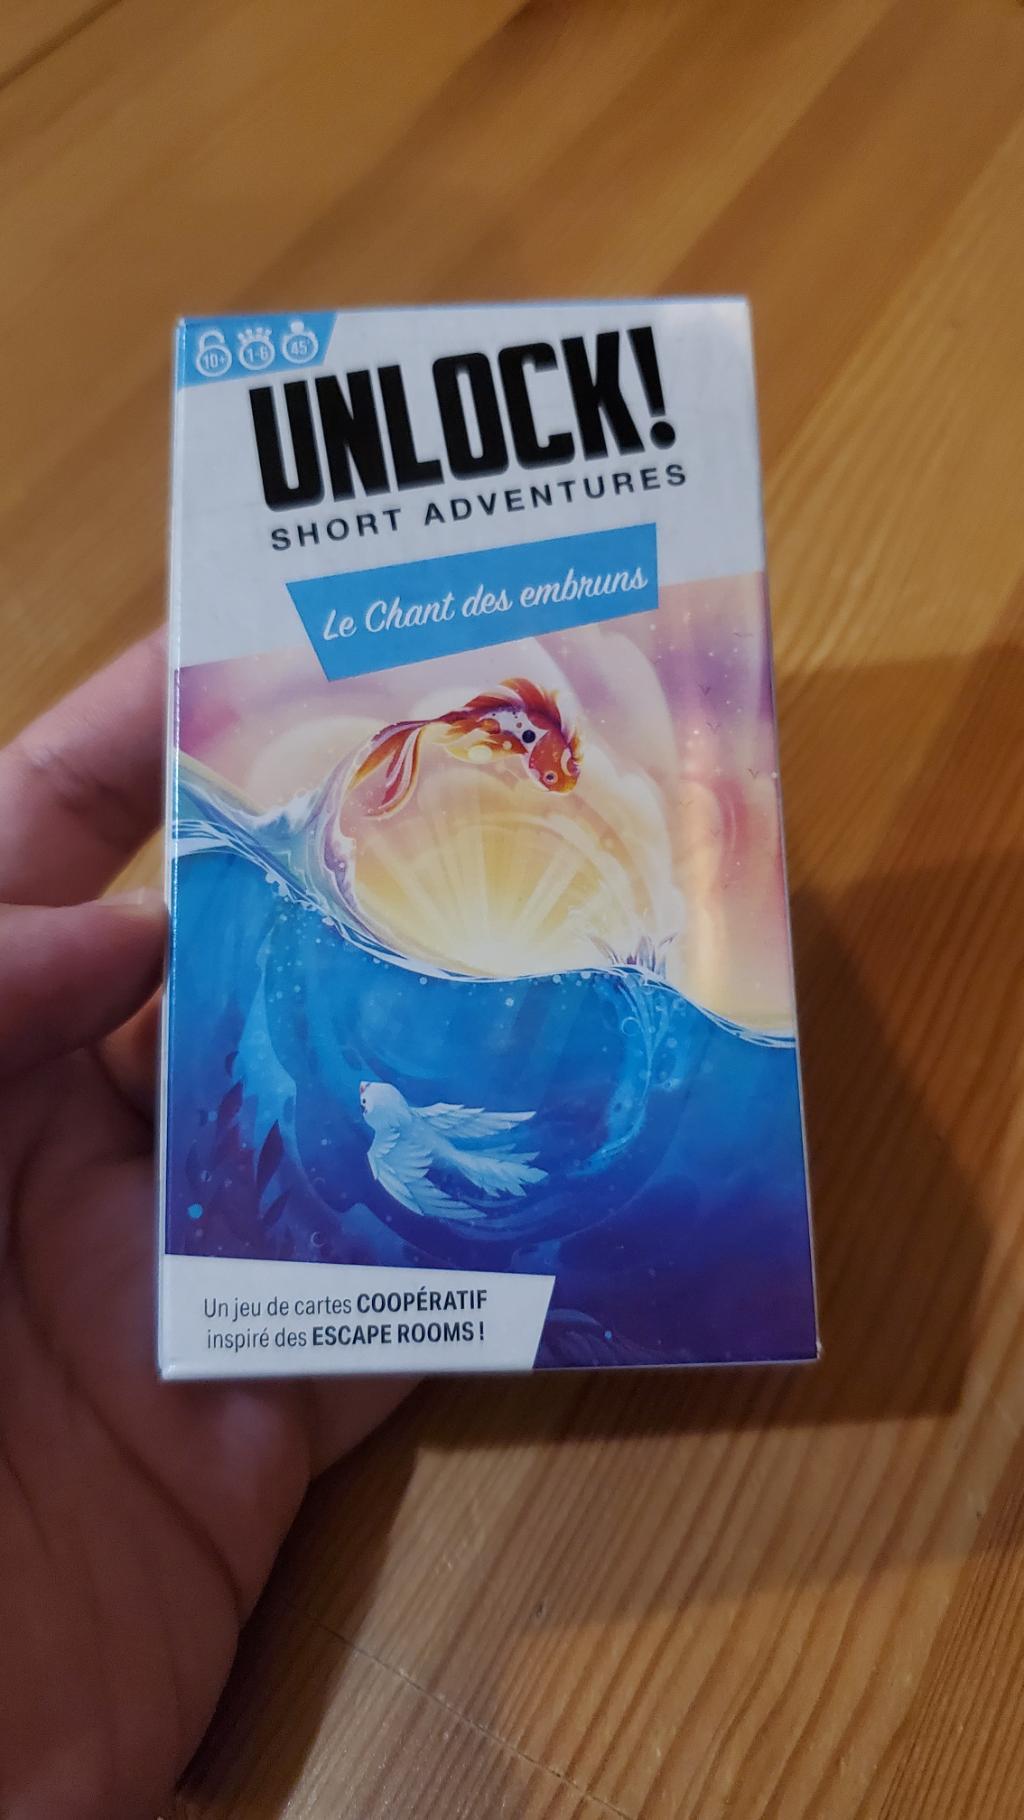 10+ 1-6 45'
UNLOCK!
SHORT ADVENTURES
Le Chant des embruns
Un jeu de cartes COOPÉRATIF
inspiré des ESCAPE ROOMS !